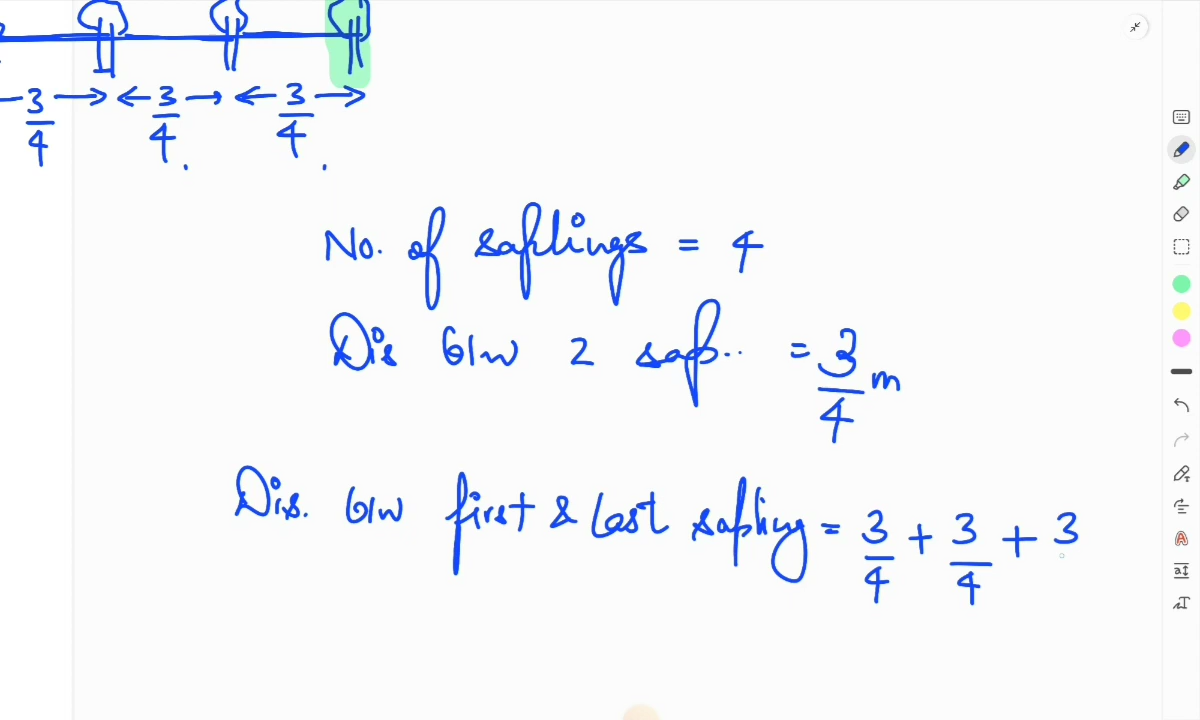 3/4 3/4. 3/4.
No. of saplings = 4
Dis b/w 2 sap.. = 3/4 m
Dis. b/w first & last sapling = 3/4 + 3/4 + 3